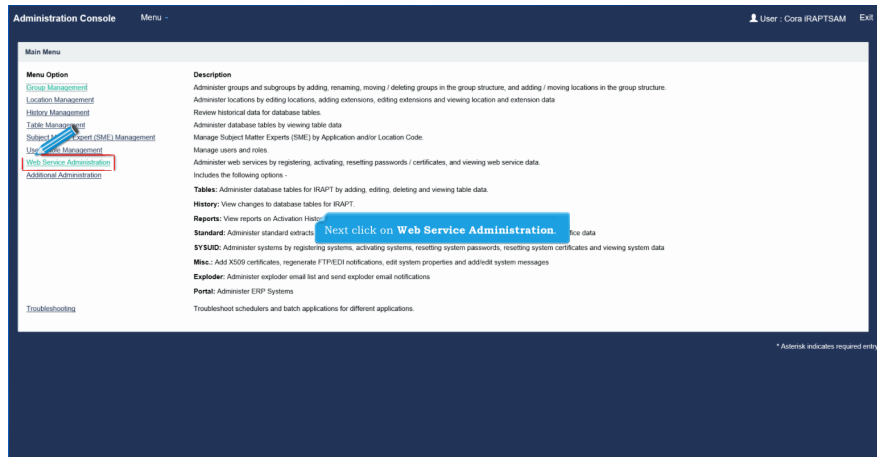 Administration Console Menu - User : Cora iRAPTSAM Exit
Main Menu
Menu Option Description
Group Management Administer groups and subgroups by adding, renaming, moving / deleting groups in the group structure, and adding / moving locations in the group structure.
Location Management Administer locations by editing locations, adding extensions, editing extensions and viewing location and extension data
History Management Review historical data for database tables.
Table Management Administer database tables by viewing table data
Subject Expert (SME) Management Manage Subject Matter Experts (SME) by Application and/or Location Code.
Management Manage users and roles.
Web Service Administration Administer web services by registering, activating, resetting passwords / certificates, and viewing web service data.
Additional Administration Includes the following options -
Tables: Administer database tables for IRAPT by adding, editing, deleting and viewing table data.
History: View changes to database tables for IRAPT.
Reports: View reports on Activation
Next click on Web Service Administration.
Standard: Administer standard extracts data
SYSUID: Administer systems by registering systems, activating systems, resetting system passwords, resetting system certificates and viewing system data
Misc.: Add X509 certificates, regenerate FTP/EDI notifications, edit system properties and add/edit system messages
Exploder: Administer exploder email list and send exploder email notifications
Portal: Administer ERP Systems
Troubleshooting Troubleshoot schedulers and batch applications for different applications.
* Asterisk indicates required entry